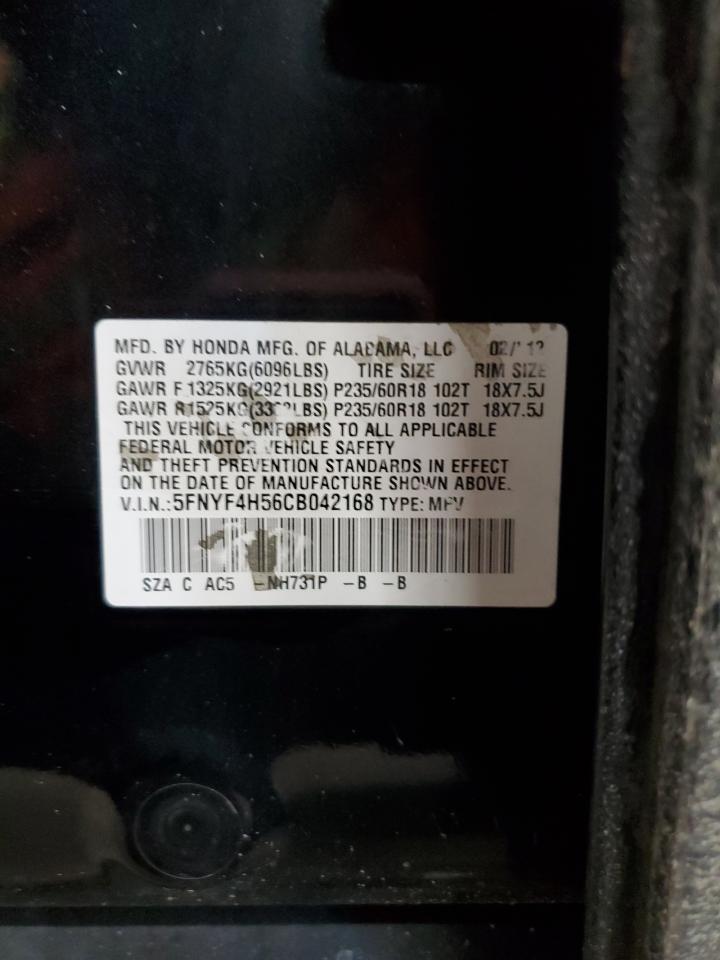 MFD. BY HONDA MFG. OF ALABAMA, LLC
GVWR 2765KG(6096LBS) TIRE SIZE RIM SIZE
GAWR F 1325KG(2921LBS) P235/60R18 102T 18X7.5J
GAWR P235/60R18 102T 18X7.5J
THIS VEHICLE CONFORMS TO ALL APPLICABLE
FEDERAL MOTOR VEHICLE SAFETY
AND THEFT PREVENTION STANDARDS IN EFFECT
ON THE DATE OF MANUFACTURE SHOWN ABOVE.
V.I.N.:5FNYF4H56CB042168 TYPE: MPV
SZA C AC5 -NH731P -B -B